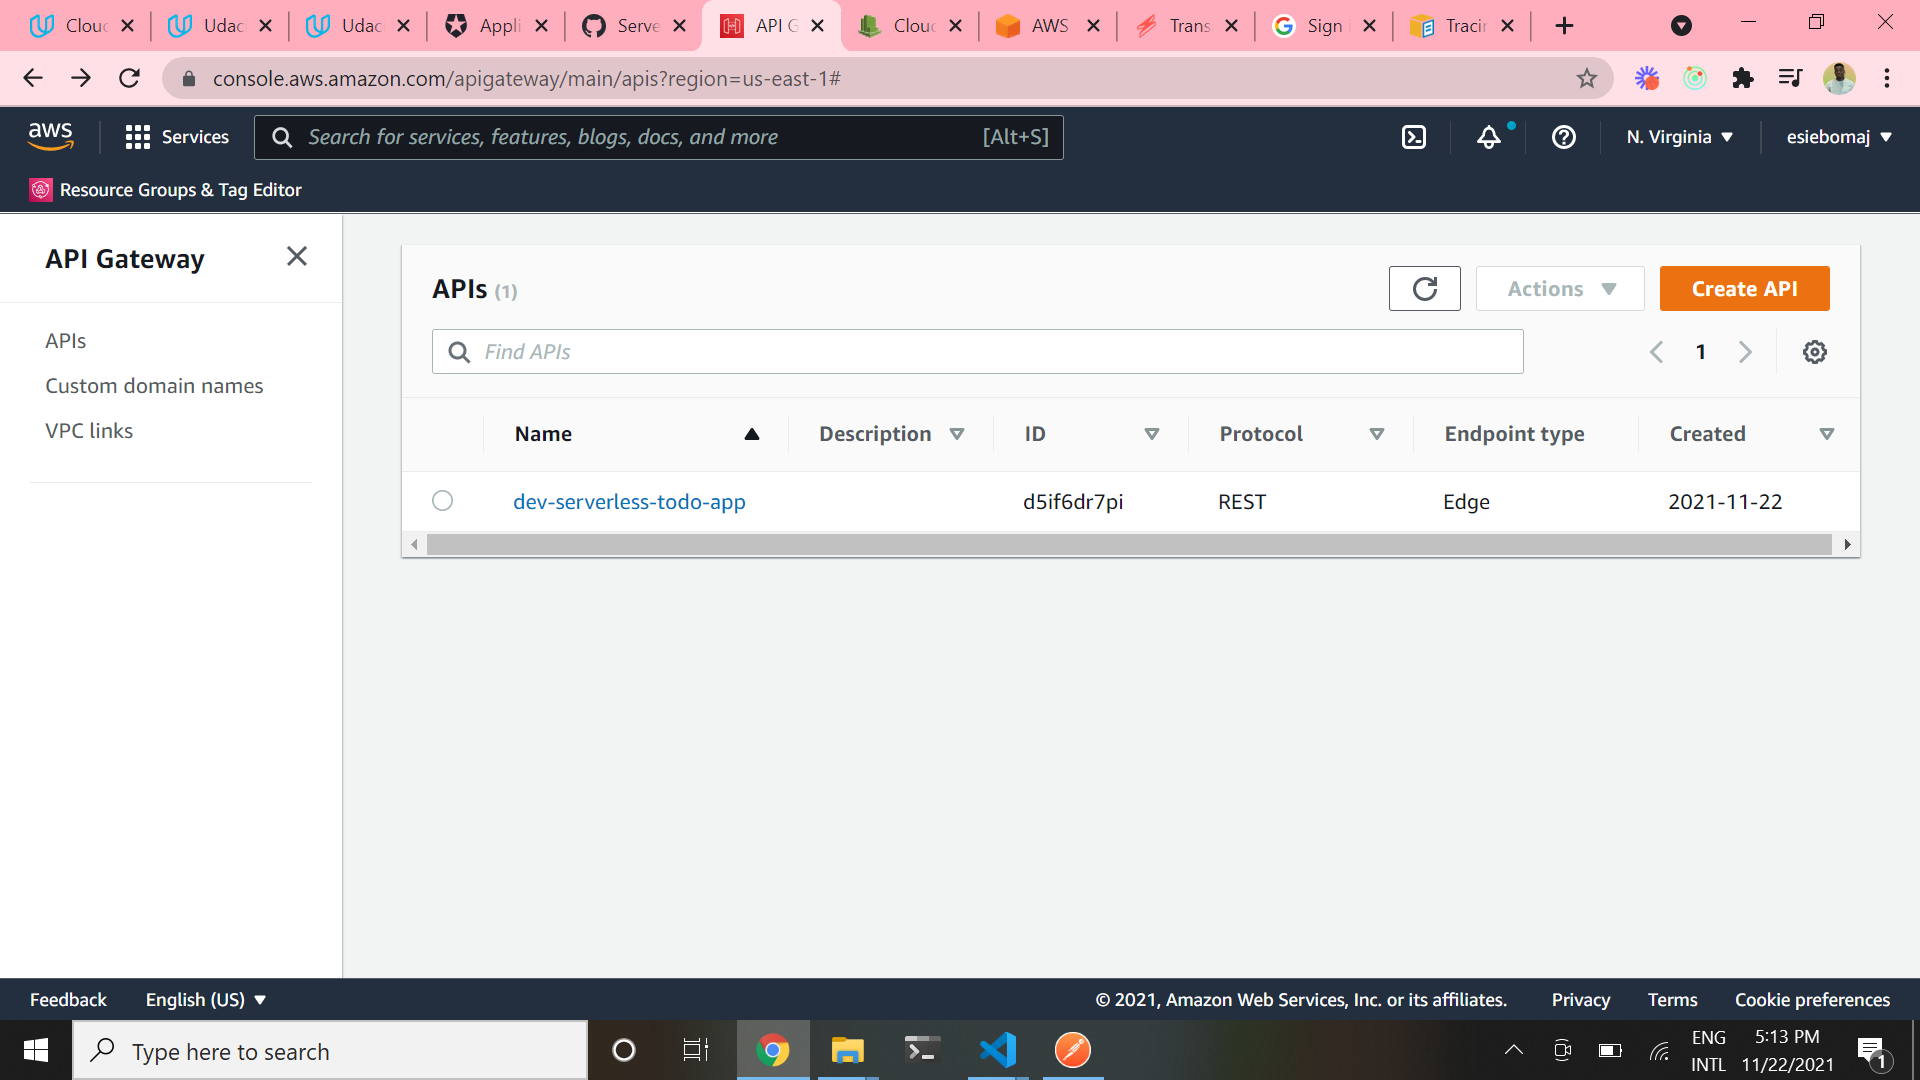 Clou Udac Udac Appli Serve API G Clou AWS Trans Sign Tracin
console.aws.amazon.com/apigateway/main/apis?region=us-east-1#
aws Services Search for services, features, blogs, docs, and more [Alt+S] N. Virginia esiebomaj
Resource Groups & Tag Editor
API Gateway
APIs
Custom domain names
VPC links
APIs (1) Actions Create API
Find APIs 1
Name Description ID Protocol Endpoint type Created
dev-serverless-todo-app d5if6dr7pi REST Edge 2021-11-22
Feedback English (US) © 2021, Amazon Web Services, Inc. or its affiliates. Privacy Terms Cookie preferences
Type here to search
ENG 5:13 PM
INTL 11/22/2021 1